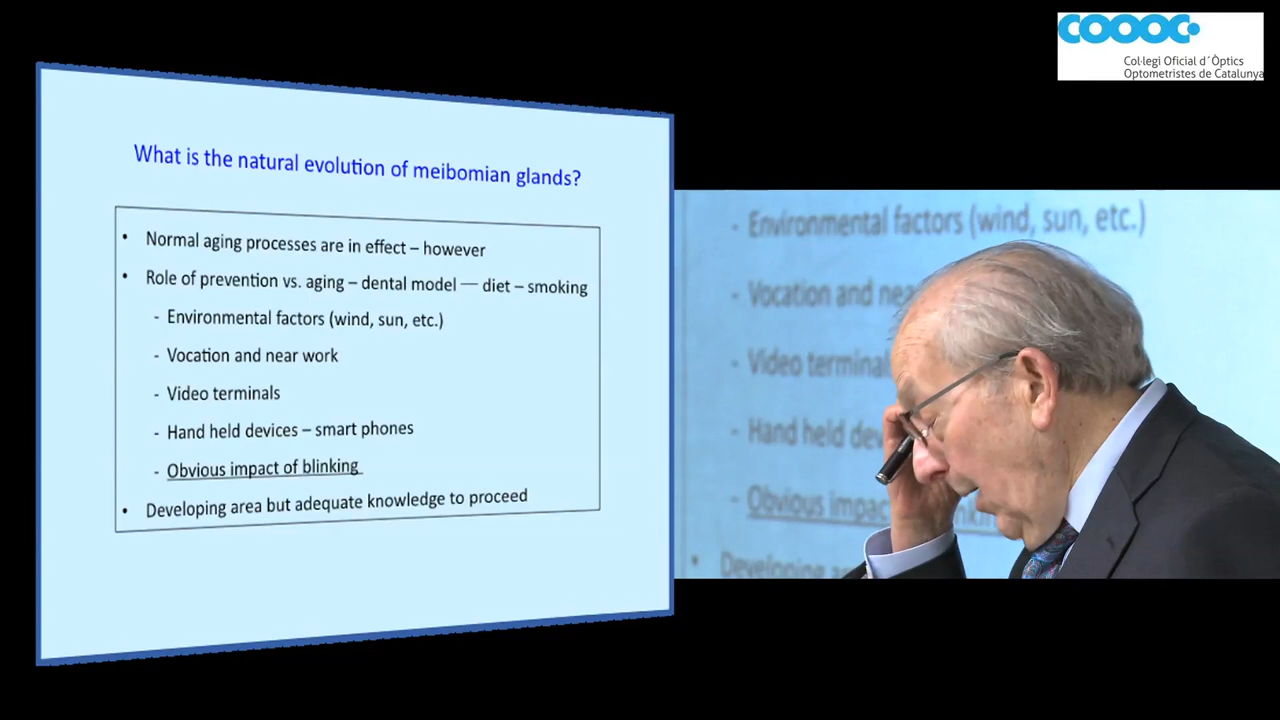 COOOC
Col·legi Oficial d´Òptics
Optometristes de Catalunya
What is the natural evolution of meibomian glands?
• Normal aging processes are in effect – however
• Role of prevention vs. aging – dental model — diet – smoking
- Environmental factors (wind, sun, etc.)
- Vocation and near work
- Video terminals
- Hand held devices – smart phones
- Obvious impact of blinking
• Developing area but adequate knowledge to proceed
- Environmental factors (wind, sun, etc.)
- Vocation and nea
- Video terminal
- Hand held dev
- Obvious impac
• Developing